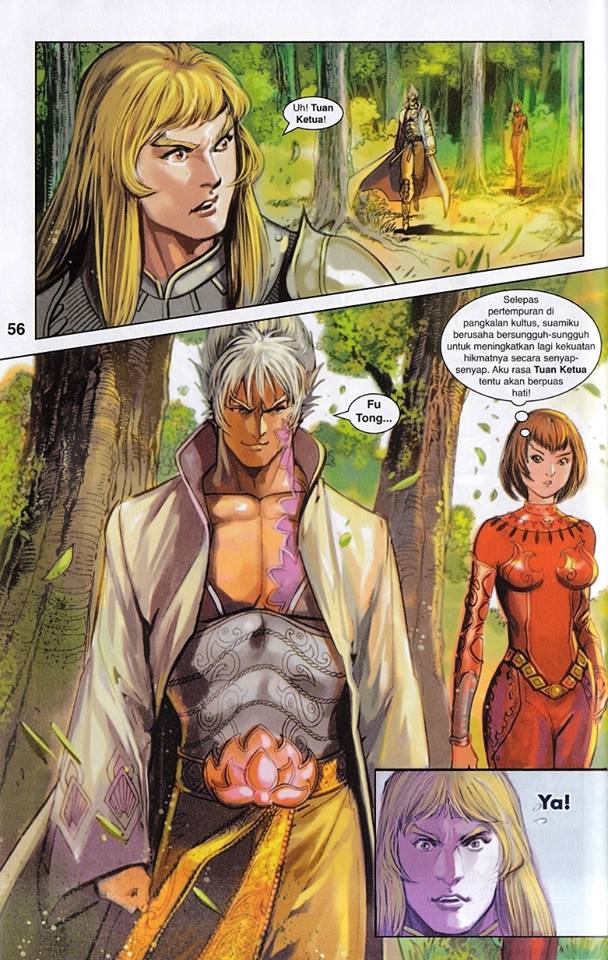 Uh! Tuan
Ketua!
56
Selepas
pertempuran di
pangkalan kultus, suamiku
berusaha bersungguh-sungguh
untuk meningkatkan lagi kekuatan
hikmatnya secara senyap-
senyap. Aku rasa Tuan Ketua
tentu akan berpuas
hati!
Fu
Tong...
Ya!